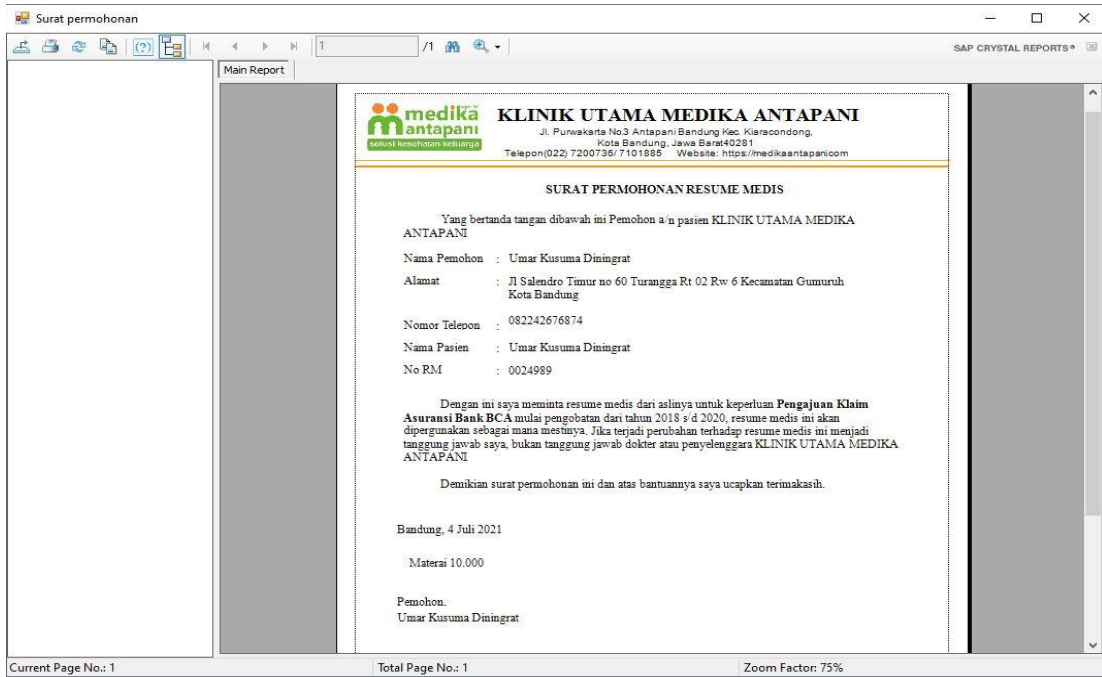 Surat permohonan
1 /1 SAP CRYSTAL REPORTS®
Main Report
medika
antapani
solusi kesehatan keluarga
KLINIK UTAMA MEDIKA ANTAPANI
Jl. Purwakarta No.3 Antapani Bandung Kec. Kiaracondong,
Kota Bandung, Jawa Barat40281
Telepon(022) 7200736/ 7101885 Website: https://medikaantapanicom
SURAT PERMOHONAN RESUME MEDIS
Yang bertanda tangan dibawah ini Pemohon a/n pasien KLINIK UTAMA MEDIKA
ANTAPANI
Nama Pemohon : Umar Kusuma Diningrat
Alamat : Jl Salendro Timur no 60 Turangga Rt 02 Rw 6 Kecamatan Gumuruh
Kota Bandung
Nomor Telepon : 082242676874
Nama Pasien : Umar Kusuma Diningrat
No RM : 0024989
Dengan ini saya meminta resume medis dari aslinya untuk keperluan Pengajuan Klaim
Asuransi Bank BCA mulai pengobatan dari tahun 2018 s/d 2020, resume medis ini akan
dipergunakan sebagai mana mestinya. Jika terjadi perubahan terhadap resume medis ini menjadi
tanggung jawab saya, bukan tanggung jawab dokter atau penyelenggara KLINIK UTAMA MEDIKA
ANTAPANI
Demikian surat permohonan ini dan atas bantuannya saya ucapkan terimakasih.
Bandung, 4 Juli 2021
Materai 10.000
Pemohon.
Umar Kusuma Diningrat
Current Page No.: 1 Total Page No.: 1 Zoom Factor: 75%